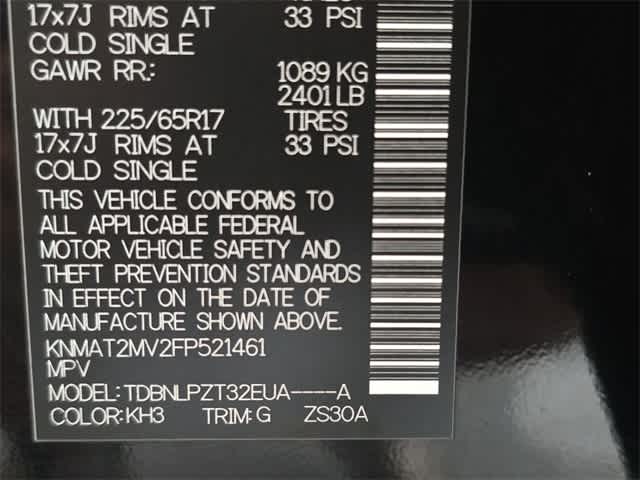 17x7J RIMS AT 33 PSI
COLD SINGLE
GAWR RR.: 1089 KG
2401 LB
WITH 225/65R17 TIRES
17x7J RIMS AT 33 PSI
COLD SINGLE
THIS VEHICLE CONFORMS TO
ALL APPLICABLE FEDERAL
MOTOR VEHICLE SAFETY AND
THEFT PREVENTION STANDARDS
IN EFFECT ON THE DATE OF
MANUFACTURE SHOWN ABOVE.
KNMAT2MV2FP521461
MPV
MODEL:TDBNLPZT32EUA----A
COLOR:KH3 TRIM:G ZS30A